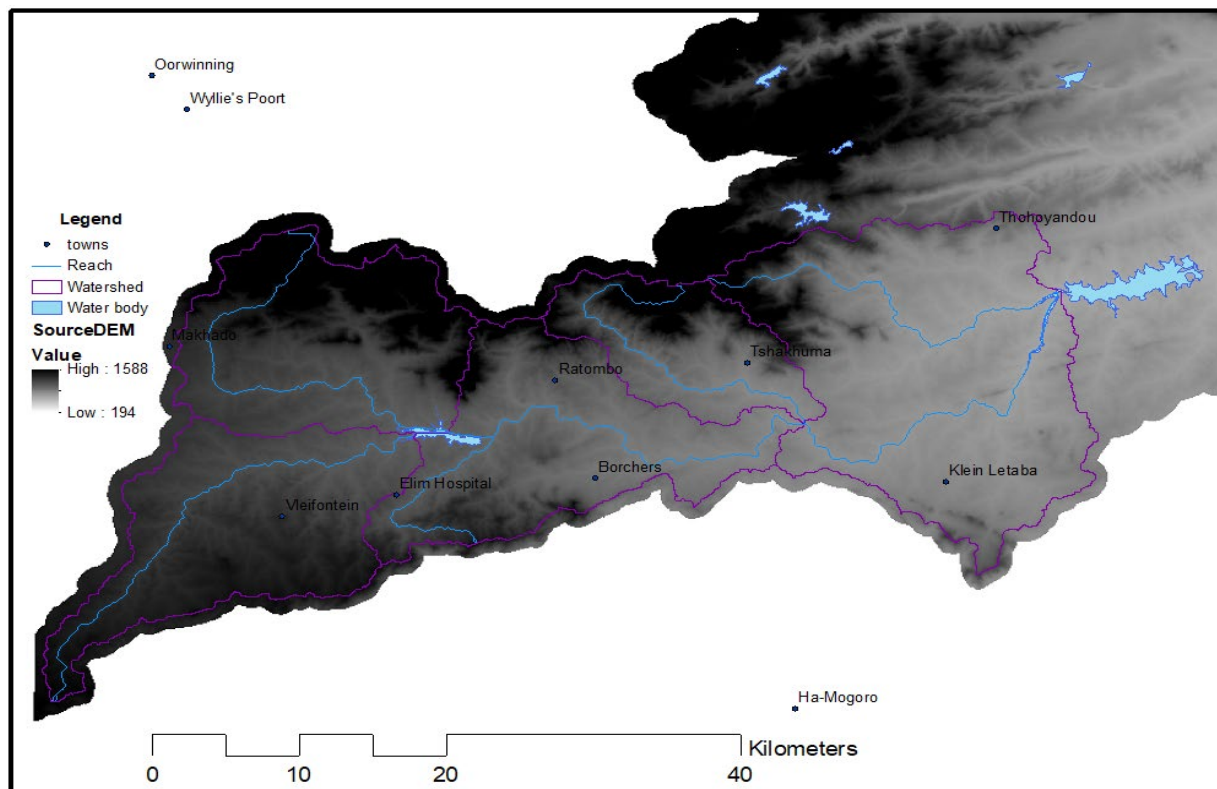 Oorwinning
Wyllie's Poort
Legend
towns
Reach
Watershed
Water body
SourceDEM
Value
High : 1588
Low : 194
Thohoyandou
Makhado
Tshakhuma
Ratombo
Borchers
Klein Letaba
Elim Hospital
Vleifontein
Ha-Mogoro
Kilometers
0 10 20 40